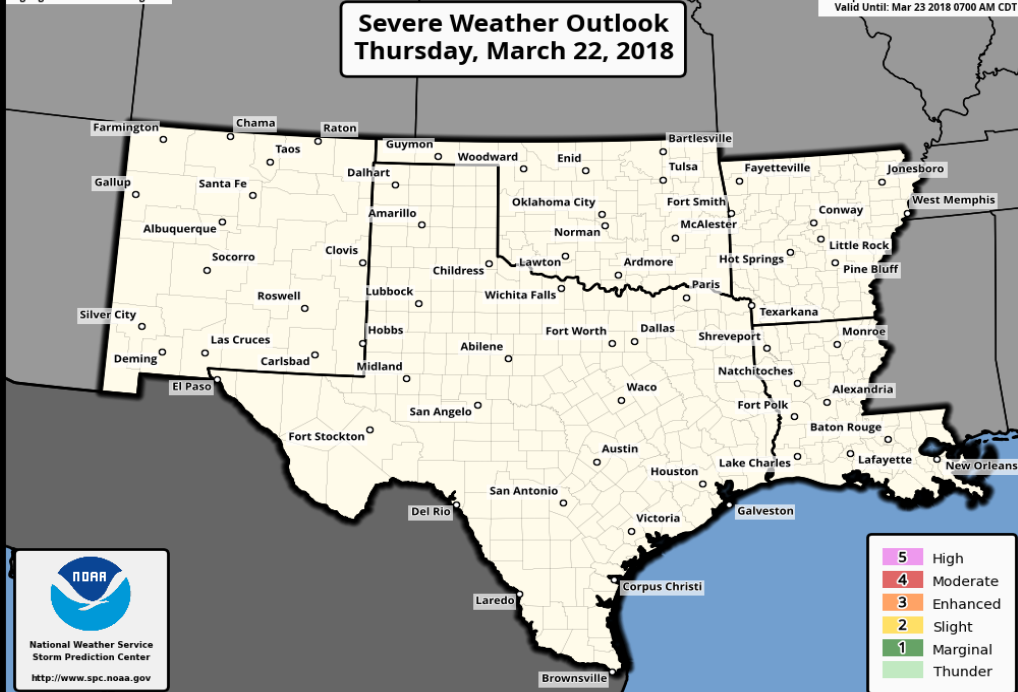 Valid Until: Mar 23 2018 0700 AM CDT
Severe Weather Outlook
Thursday, March 22, 2018
Farmington
Chama
Raton
Taos
Guymon
Woodward
Enid
Bartlesville
Tulsa
Fayetteville
Jonesboro
Gallup
Santa Fe
Dalhart
Oklahoma City
Fort Smith
West Memphis
Albuquerque
Amarillo
Norman
McAlester
Conway
Socorro
Clovis
Childress
Lawton
Ardmore
Hot Springs
Little Rock
Pine Bluff
Roswell
Lubbock
Wichita Falls
Paris
Texarkana
Silver City
Las Cruces
Hobbs
Fort Worth
Dallas
Shreveport
Monroe
Deming
Carlsbad
Midland
Abilene
Natchitoches
El Paso
Waco
Alexandria
San Angelo
Fort Polk
Fort Stockton
Baton Rouge
Austin
Houston
Lake Charles
Lafayette
New Orleans
San Antonio
Del Rio
Victoria
Galveston
Laredo
Corpus Christi
Brownsville
NOAA
National Weather Service
Storm Prediction Center
http://www.spc.noaa.gov
5 High
4 Moderate
3 Enhanced
2 Slight
1 Marginal
Thunder